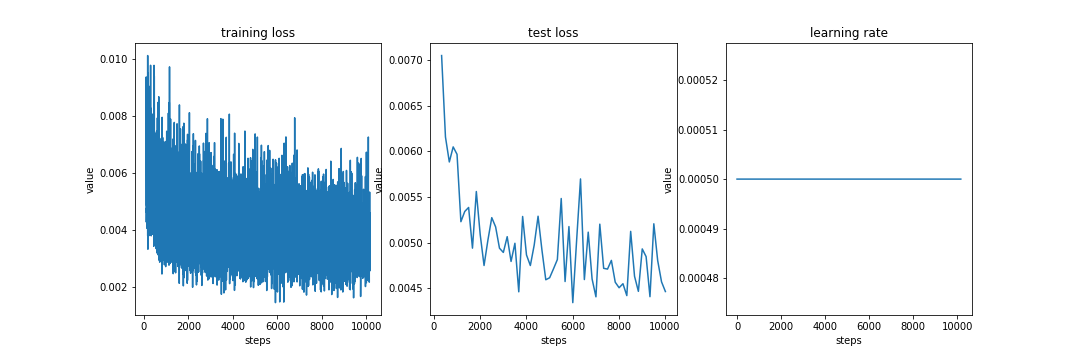 training loss
0.010
0.008
0.006
0.004
0.002
value
0 2000 4000 6000 8000 10000
steps
test loss
0.0070
0.0065
0.0060
0.0055
0.0050
0.0045
value
0 2000 4000 6000 8000 10000
steps
learning rate
0.00052
0.00051
0.00050
0.00049
0.00048
value
0 2000 4000 6000 8000 10000
steps